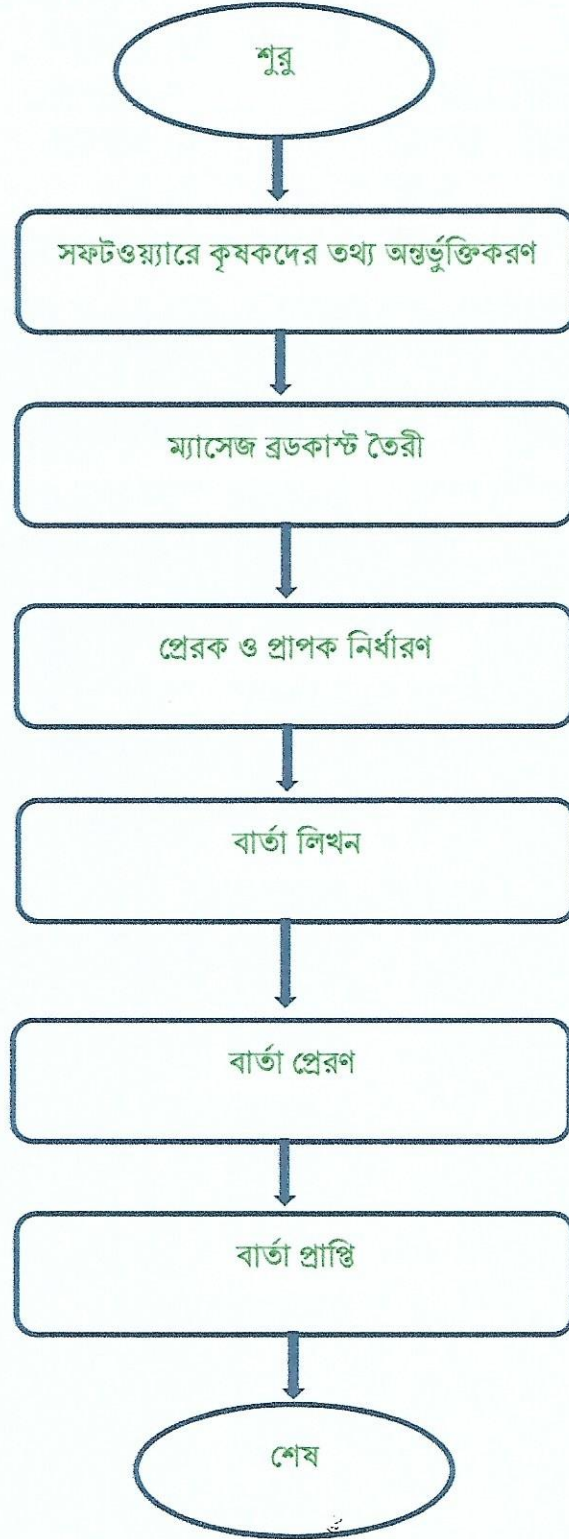 শুরু
সফটওয়্যারে কৃষকদের তথ্য অন্তর্ভুক্তিকরণ
ম্যাসেজ ব্রডকাস্ট তৈরী
প্রেরক ও প্রাপক নির্ধারণ
বার্তা লিখন
বার্তা প্রেরণ
বার্তা প্রাপ্তি
শেষ